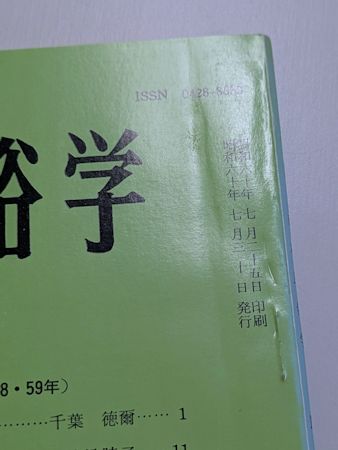 ISSN 0428-8653
俗学
昭和六十年七月二十五日印刷
昭和六十年七月三十日発行
8・59年)
………千葉 徳爾……1
11